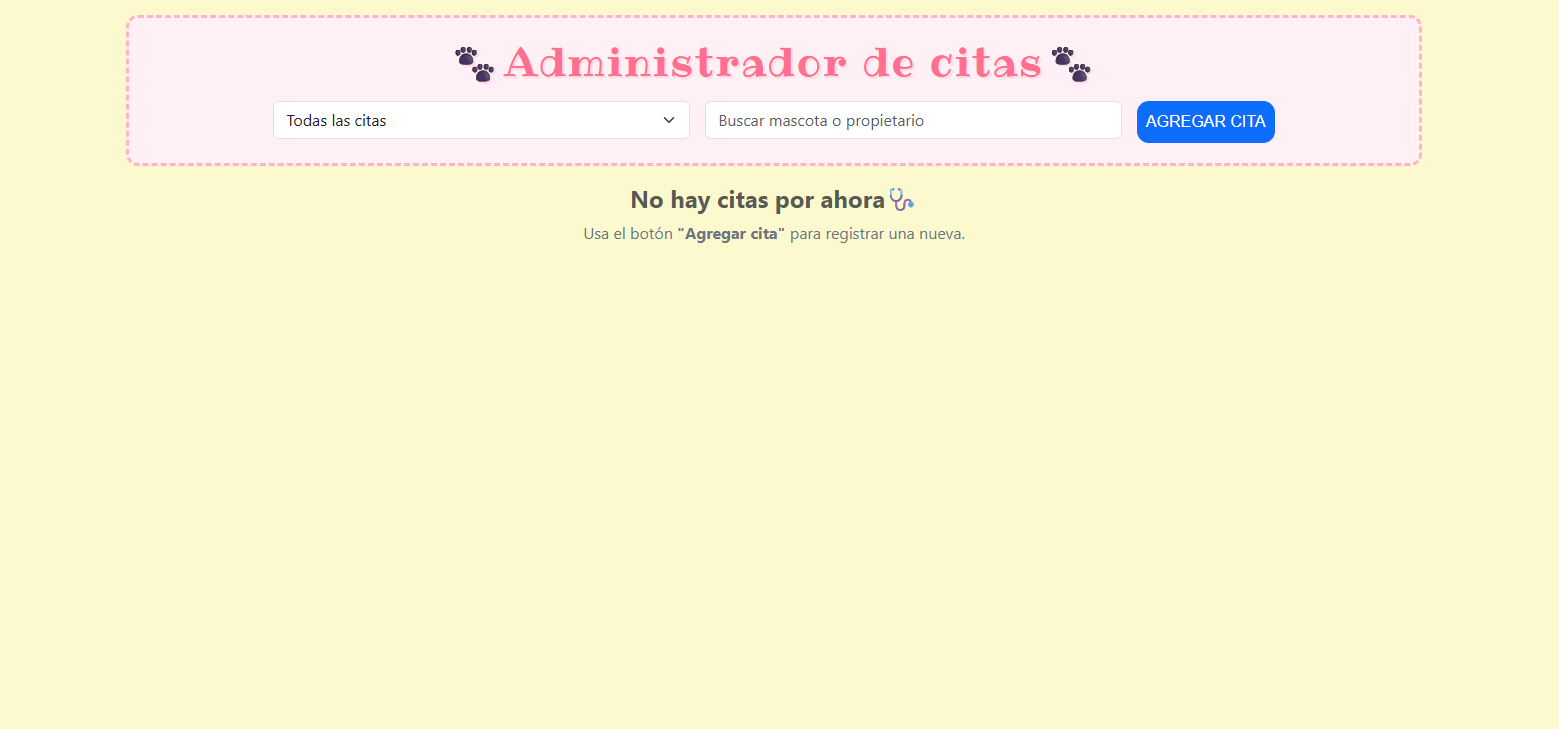 Administrador de citas
Todas las citas
Buscar mascota o propietario
AGREGAR CITA
No hay citas por ahora
Usa el botón "Agregar cita" para registrar una nueva.